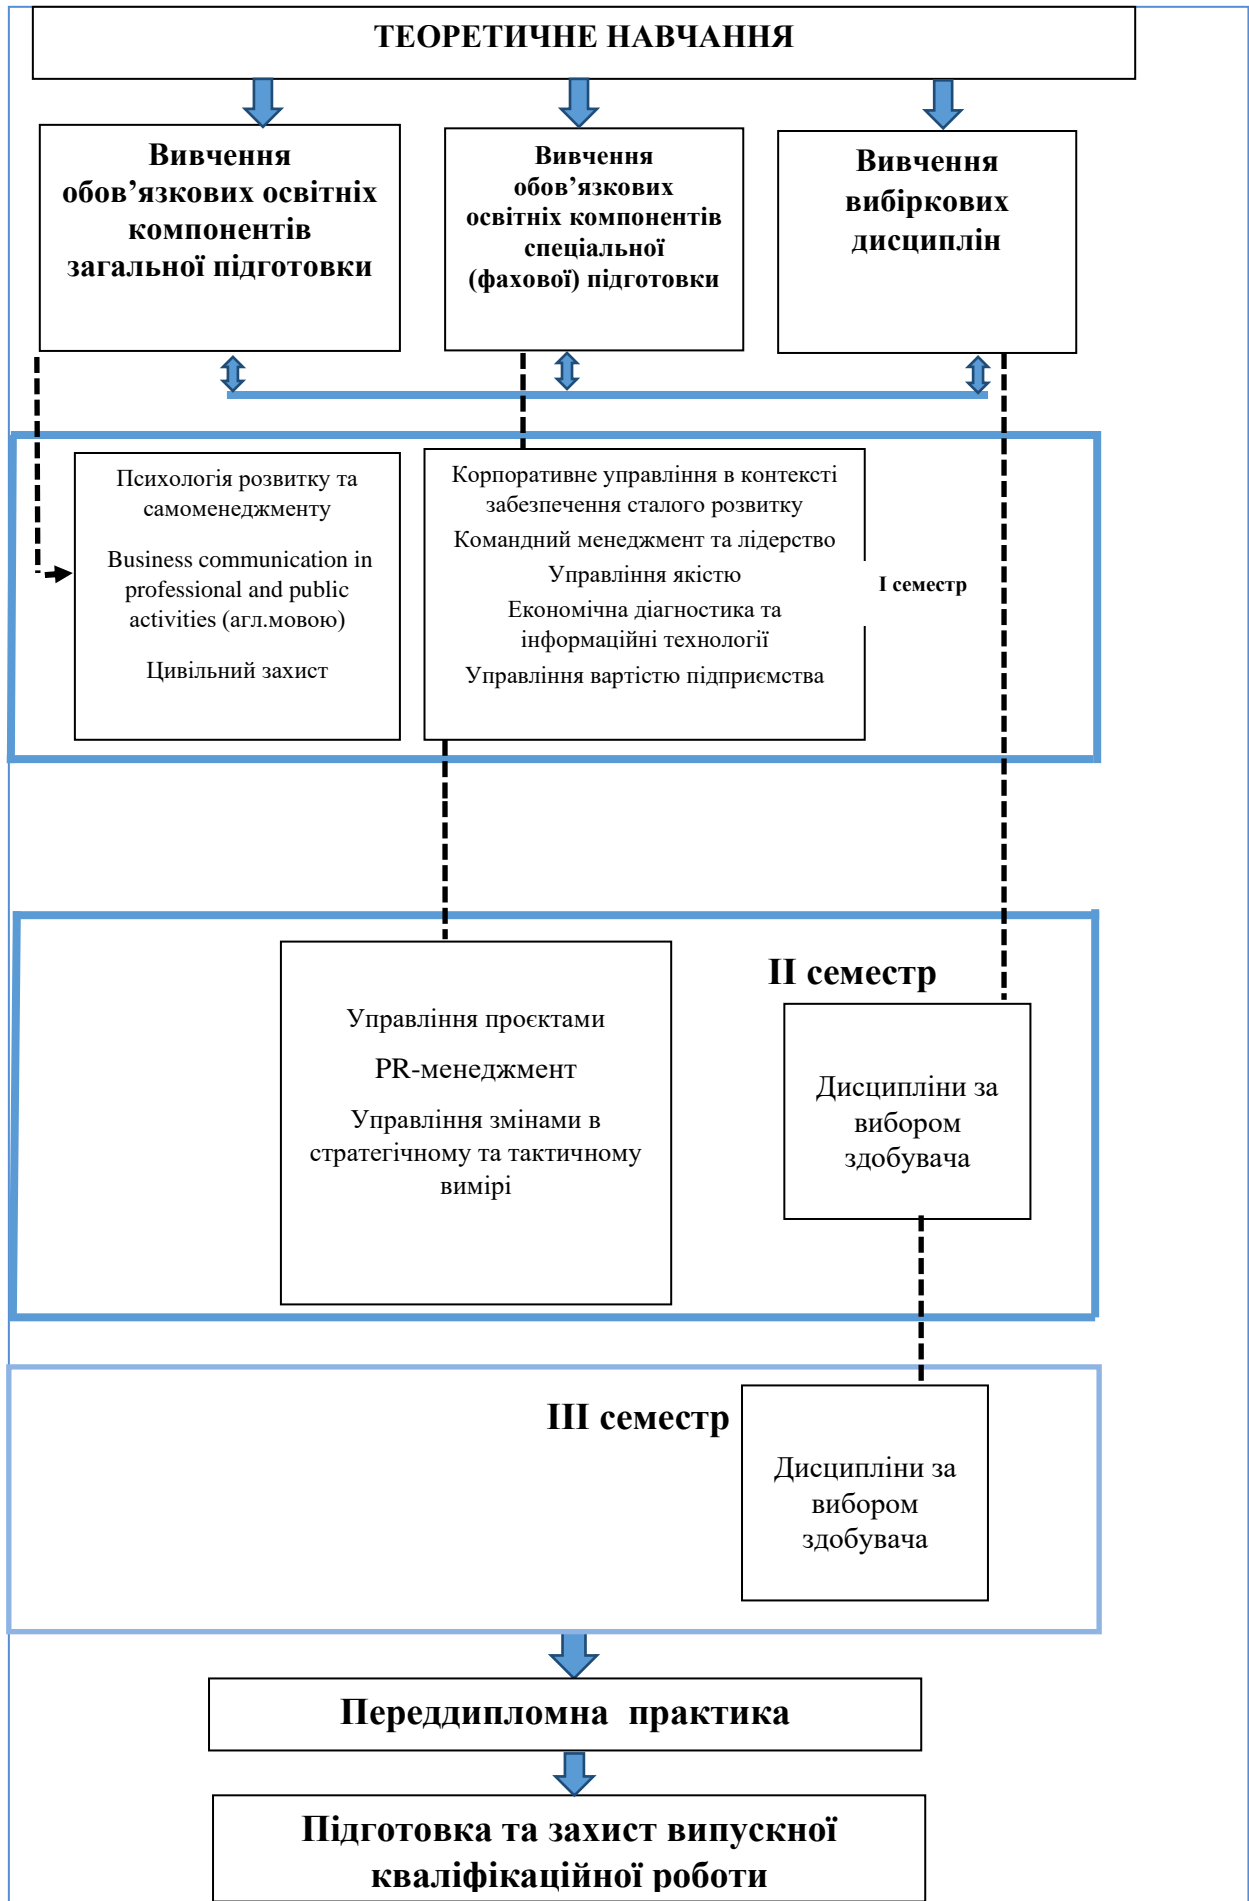 ТЕОРЕТИЧНЕ НАВЧАННЯ
Вивчення
обов’язкових освітніх
компонентів
загальної підготовки
Вивчення
обов’язкових
освітніх компонентів
спеціальної
(фахової) підготовки
Вивчення
вибіркових
дисциплін
Психологія розвитку та
самоменеджменту
Business communication in
professional and public
activities (агл.мовою)
Цивільний захист
Корпоративне управління в контексті
забезпечення сталого розвитку
Командний менеджмент та лідерство
Управління якістю
Економічна діагностика та
інформаційні технології
Управління вартістю підприємства
І семестр
ІІ семестр
Управління проєктами
PR-менеджмент
Управління змінами в
стратегічному та тактичному
вимірі
Дисципліни за
вибором
здобувача
ІІІ семестр
Дисципліни за
вибором
здобувача
Переддипломна практика
Підготовка та захист випускної
кваліфікаційної роботи